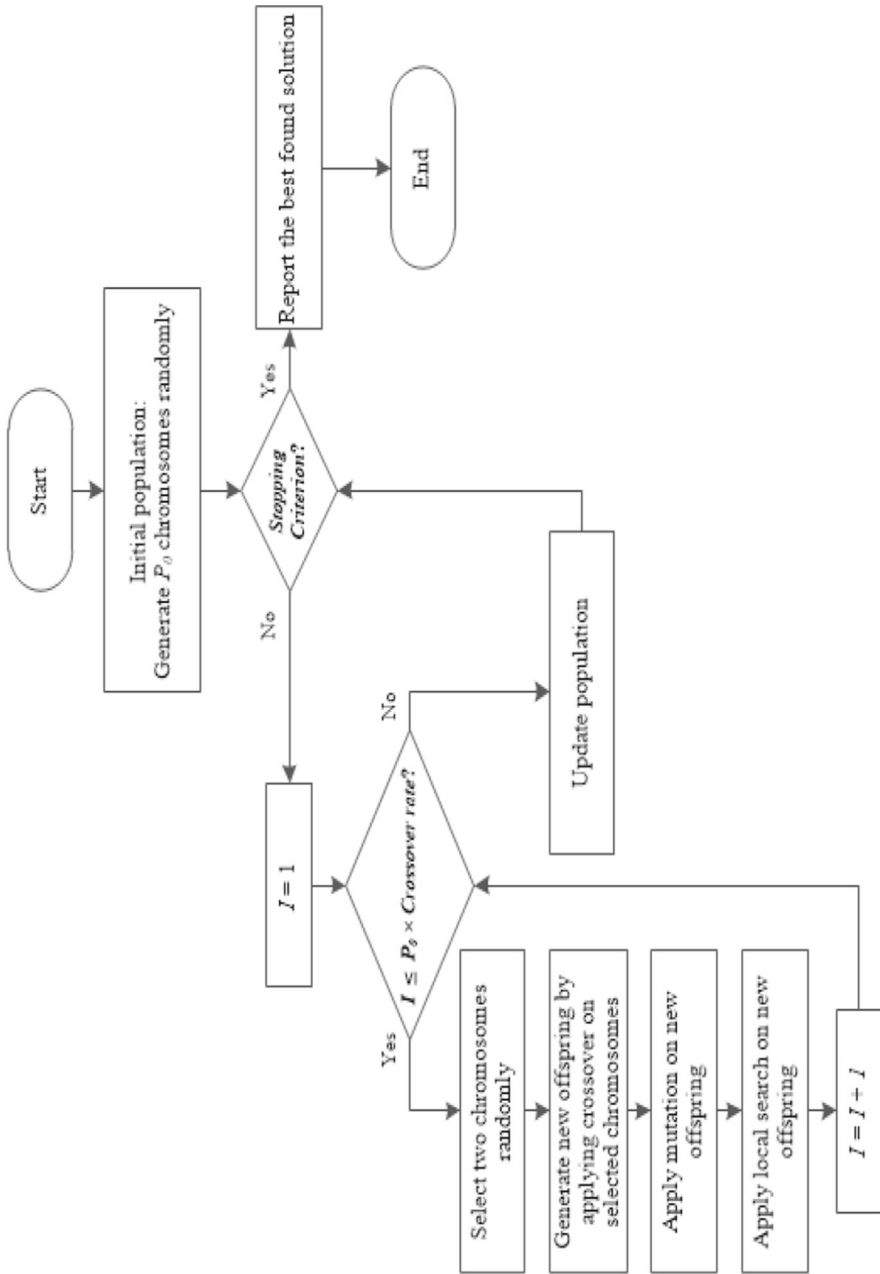 Start
Initial population:
Generate P₀ chromosomes randomly
Stopping
Criterion?
Yes
Report the best found solution
End
No
I = 1
I ≤ P₀ × Crossover rate?
No
Update population
Yes
Select two chromosomes
randomly
Generate new offspring by
applying crossover on
selected chromosomes
Apply mutation on new
offspring
Apply local search on new
offspring
I = I + 1